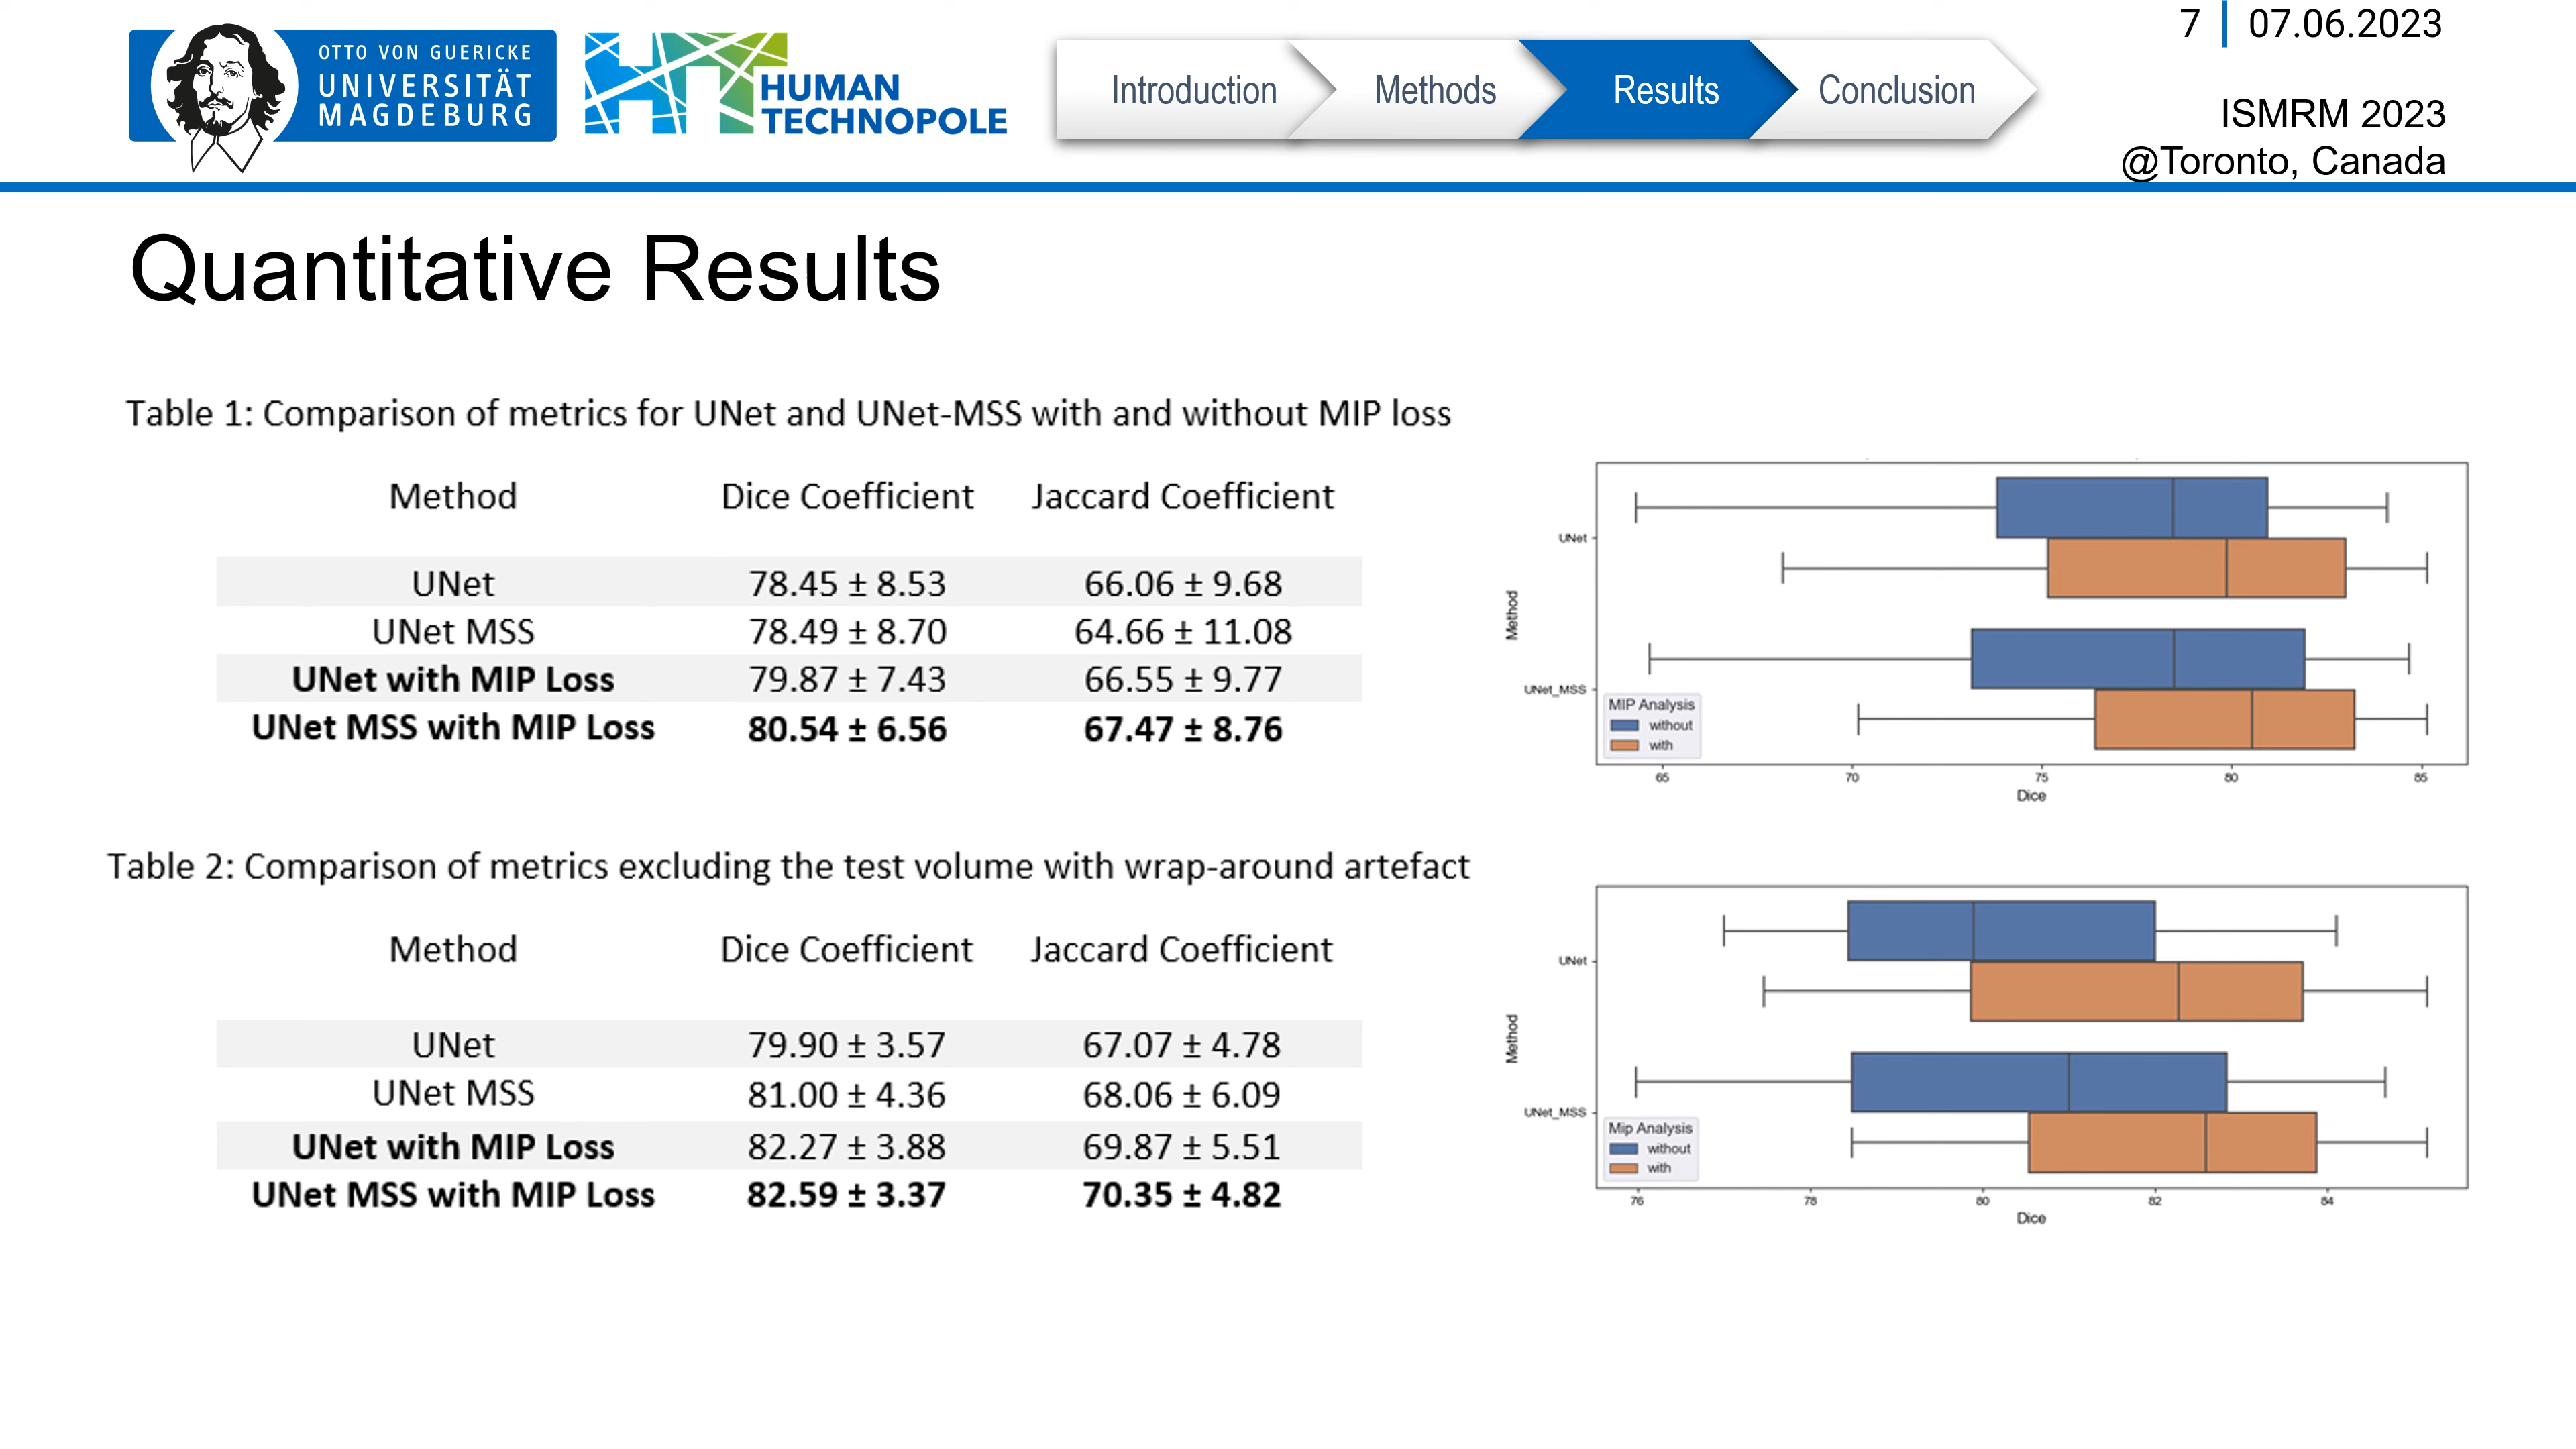 OTTO VON GUERICKE
UNIVERSITÄT
MAGDEBURG
HUMAN
TECHNOPOLE
Introduction
Methods
Results
Conclusion
7 | 07.06.2023
ISMRM 2023
@Toronto, Canada
Quantitative Results
Table 1: Comparison of metrics for UNet and UNet-MSS with and without MIP loss
Method Dice Coefficient Jaccard Coefficient
UNet 78.45 ± 8.53 66.06 ± 9.68
UNet MSS 78.49 ± 8.70 64.66 ± 11.08
UNet with MIP Loss 79.87 ± 7.43 66.55 ± 9.77
UNet MSS with MIP Loss 80.54 ± 6.56 67.47 ± 8.76
Method
UNet
UNet_MSS
MIP Analysis
without
with
65 70 75 80 85
Dice
Table 2: Comparison of metrics excluding the test volume with wrap-around artefact
Method Dice Coefficient Jaccard Coefficient
UNet 79.90 ± 3.57 67.07 ± 4.78
UNet MSS 81.00 ± 4.36 68.06 ± 6.09
UNet with MIP Loss 82.27 ± 3.88 69.87 ± 5.51
UNet MSS with MIP Loss 82.59 ± 3.37 70.35 ± 4.82
Method
UNet
UNet_MSS
Mip Analysis
without
with
76 78 80 82 84
Dice